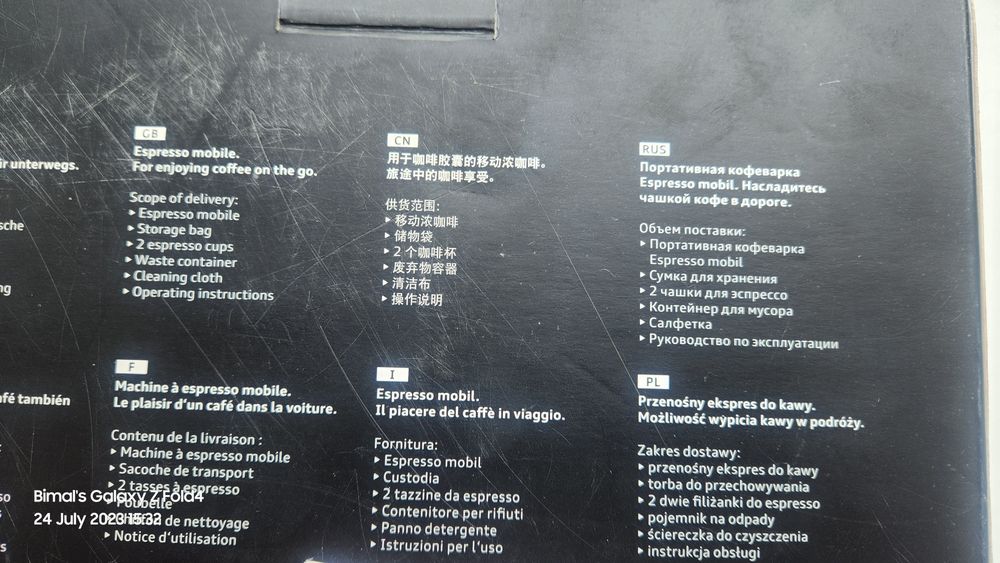 ir unterwegs.
sche
ng
GB
Espresso mobile.
For enjoying coffee on the go.
Scope of delivery:
▸ Espresso mobile
▸ Storage bag
▸ 2 espresso cups
▸ Waste container
▸ Cleaning cloth
▸ Operating instructions
CN
用于咖啡胶囊的移动浓咖啡。
旅途中的咖啡享受。
供货范围:
▸ 移动浓咖啡
▸ 储物袋
▸ 2 个咖啡杯
▸ 废弃物容器
▸ 清洁布
▸ 操作说明
RUS
Портативная кофеварка
Espresso mobil. Насладитесь
чашкой кофе в дороге.
Объем поставки:
▸ Портативная кофеварка
Espresso mobil
▸ Сумка для хранения
▸ 2 чашки для эспрессо
▸ Контейнер для мусора
▸ Салфетка
▸ Руководство по эксплуатации
afé también
so
s
F
Machine à espresso mobile.
Le plaisir d'un café dans la voiture.
Contenu de la livraison :
▸ Machine à espresso mobile
▸ Sacoche de transport
▸ 2 tasses à espresso
Poubelle
de nettoyage
▸ Notice d'utilisation
I
Espresso mobil.
Il piacere del caffè in viaggio.
Fornitura:
▸ Espresso mobil
▸ Custodia
▸ 2 tazzine da espresso
▸ Contenitore per rifiuti
▸ Panno detergente
▸ Istruzioni per l'uso
PL
Przenośny ekspres do kawy.
Możliwość wypicia kawy w podróży.
Zakres dostawy:
▸ przenośny ekspres do kawy
▸ torba do przechowywania
▸ 2 dwie filiżanki do espresso
▸ pojemnik na odpady
▸ ściereczka do czyszczenia
▸ instrukcja obsługi
Bimal's Galaxy Z Fold4
24 July 2023 15:32